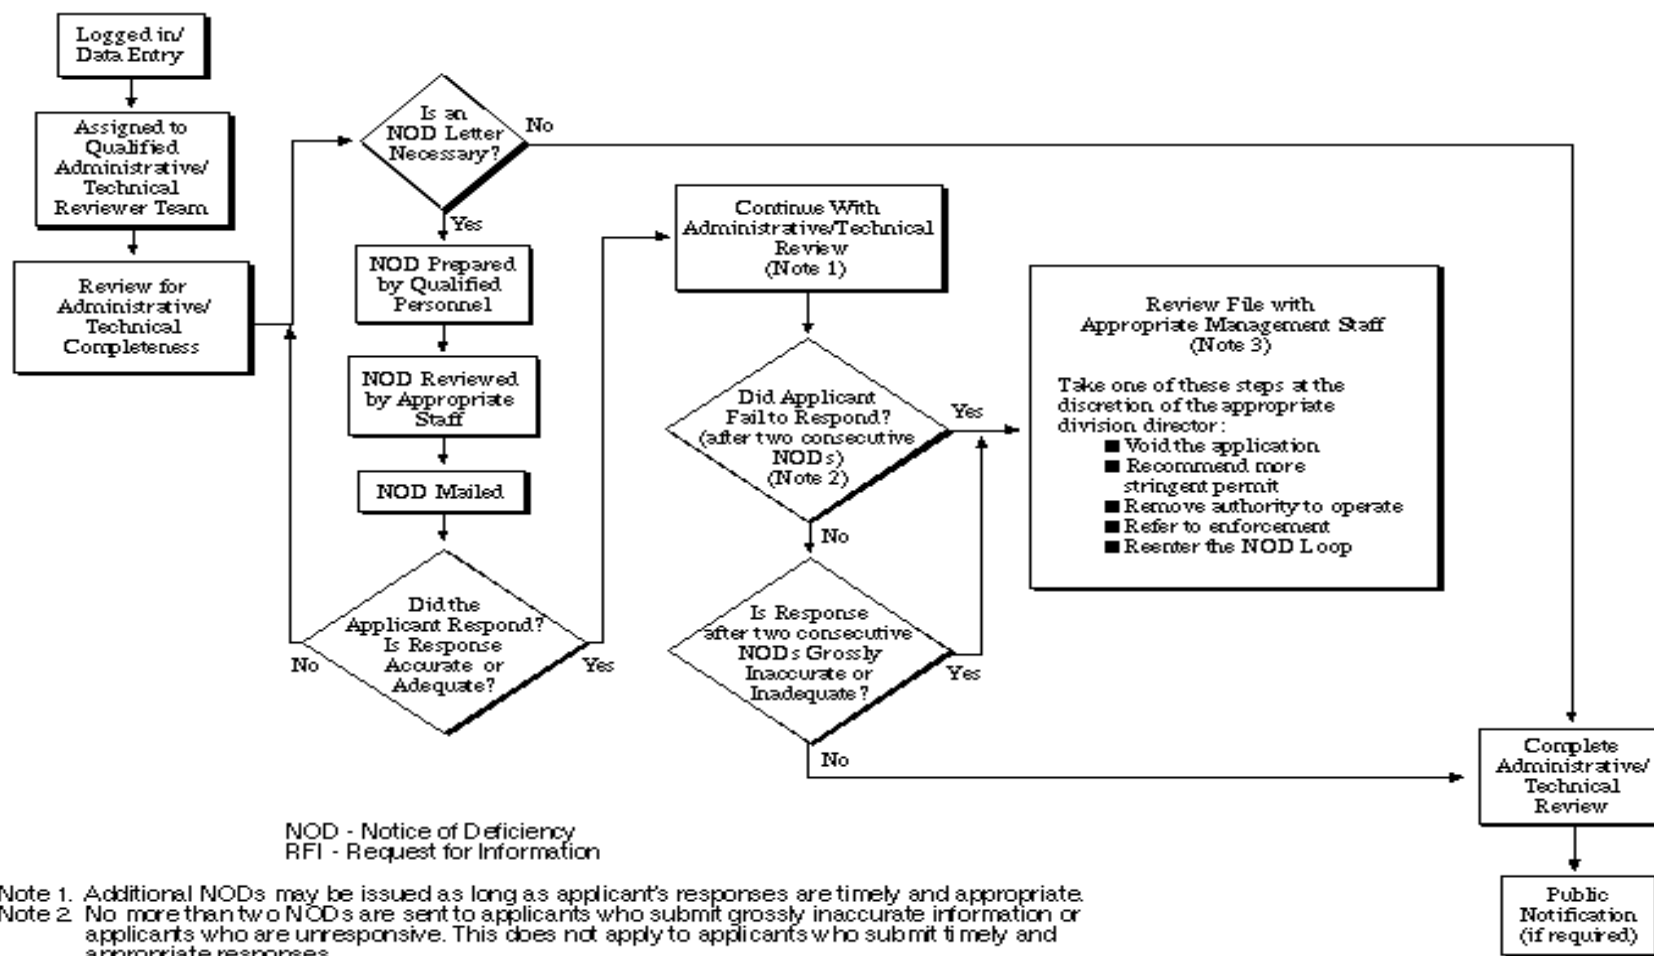 Logged in/
Data Entry
Assigned to
Qualified
Administrative/
Technical
Reviewer Team
Review for
Administrative/
Technical
Completeness
Is an
NOD Letter
Necessary?
No
Yes
NOD Prepared
by Qualified
Personnel
NOD Reviewed
by Appropriate
Staff
NOD Mailed
Did the
Applicant Respond?
Is Response
Accurate or
Adequate?
No
Yes
Continue With
Administrative/Technical
Review
(Note 1)
Did Applicant
Fail to Respond?
(after two consecutive
NODs)
(Note 2)
Yes
No
Is Response
after two consecutive
NODs Grossly
Inaccurate or
Inadequate?
Yes
No
Review File with
Appropriate Management Staff
(Note 3)
Take one of these steps at the
discretion of the appropriate
division director:
■ Void the application
■ Recommend more
stringent permit
■ Remove authority to operate
■ Refer to enforcement
■ Reenter the NOD Loop
Complete
Administrative/
Technical
Review
Public
Notification
(if required)
NOD - Notice of Deficiency
RFI - Request for Information
Note 1. Additional NODs may be issued as long as applicant's responses are timely and appropriate.
Note 2. No more than two NODs are sent to applicants who submit grossly inaccurate information or
applicants who are unresponsive. This does not apply to applicants who submit timely and
appropriate responses